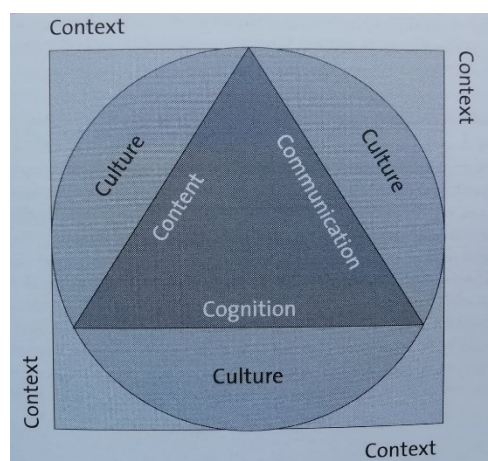 Context
Context
Culture
Culture
Content
Communication
Cognition
Culture
Context
Context